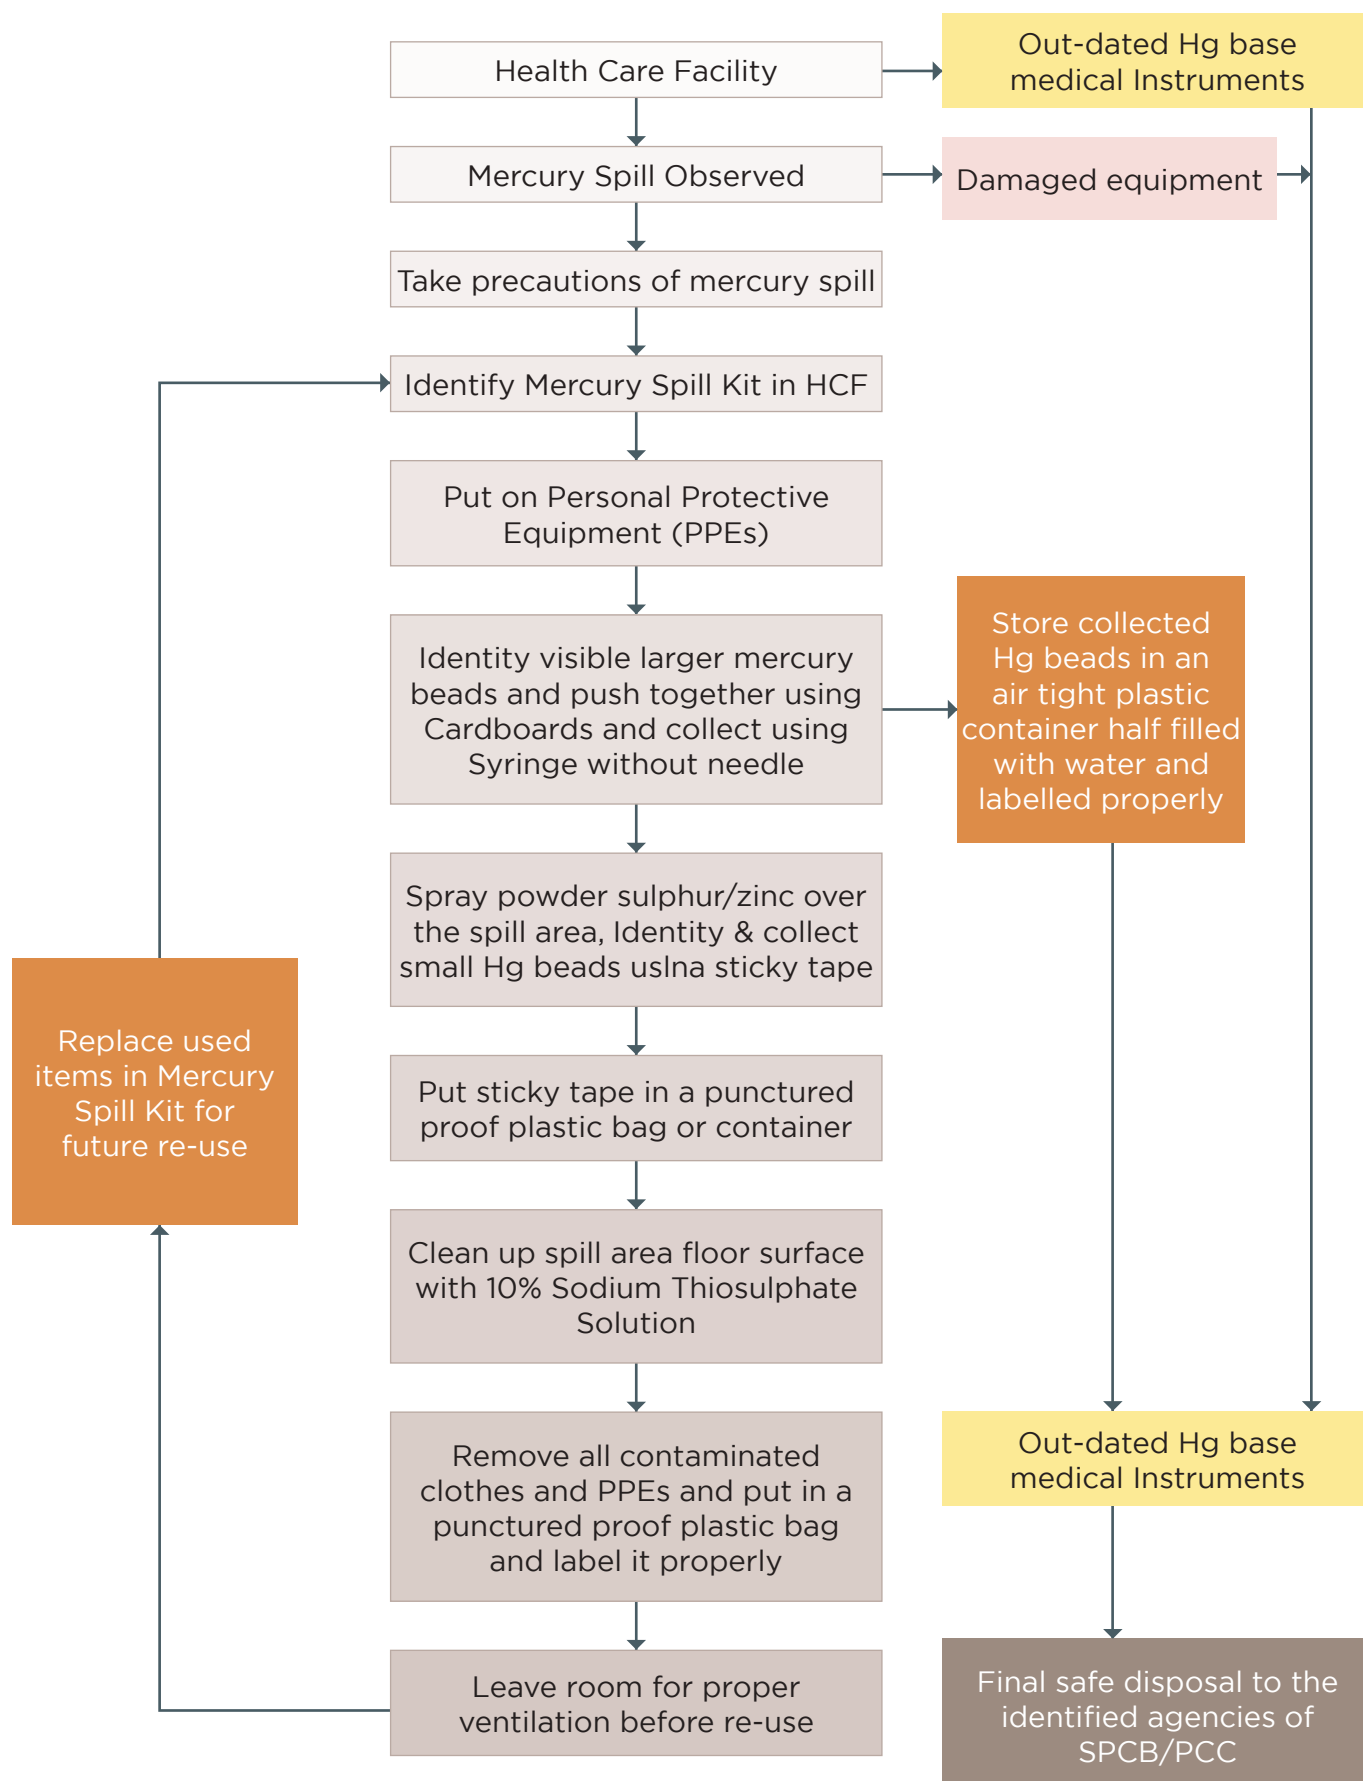 Health Care Facility
Out-dated Hg base
medical Instruments
Mercury Spill Observed
Damaged equipment
Take precautions of mercury spill
Identify Mercury Spill Kit in HCF
Put on Personal Protective
Equipment (PPEs)
Identity visible larger mercury
beads and push together using
Cardboards and collect using
Syringe without needle
Store collected
Hg beads in an
air tight plastic
container half filled
with water and
labelled properly
Spray powder sulphur/zinc over
the spill area, Identity & collect
small Hg beads uslna sticky tape
Replace used
items in Mercury
Spill Kit for
future re-use
Put sticky tape in a punctured
proof plastic bag or container
Clean up spill area floor surface
with 10% Sodium Thiosulphate
Solution
Remove all contaminated
clothes and PPEs and put in a
punctured proof plastic bag
and label it properly
Out-dated Hg base
medical Instruments
Leave room for proper
ventilation before re-use
Final safe disposal to the
identified agencies of
SPCB/PCC